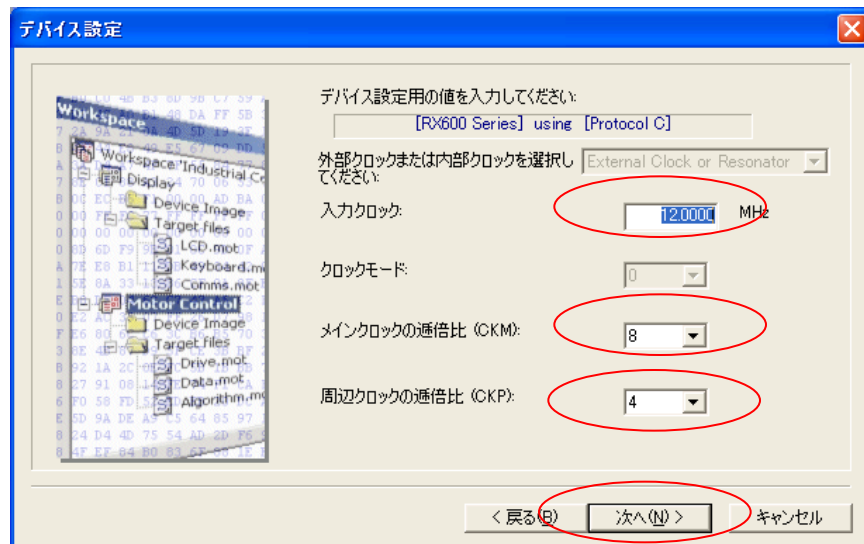 デバイス設定
デバイス設定用の値を入力してください:
[RX600 Series] using [Protocol C]
外部クロックまたは内部クロックを選択し
てください:
External Clock or Resonator
入力クロック:
12.0000
MHz
クロックモード:
0
メインクロックの逓倍比 (CKM):
8
周辺クロックの逓倍比 (CKP):
4
Workspace
Workspace "Industrial Co
Display
Device Image
Target files
LCD.mot
Keyboard.m
Comms.mot
Motor Control
Device Image
Target files
Drive.mot
Data.mot
Algorithm.mo
< 戻る(B)
次へ(N) >
キャンセル